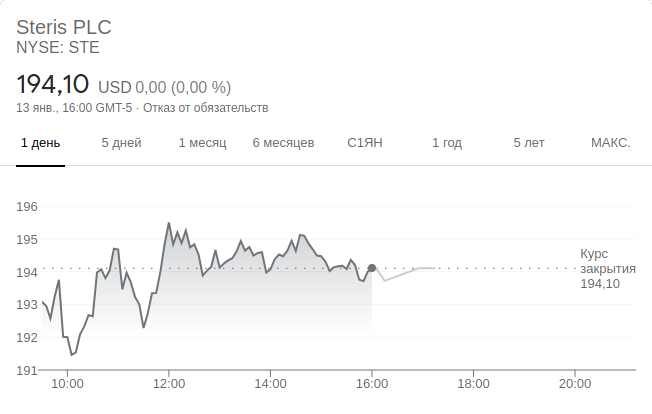 Steris PLC
NYSE: STE
194,10 USD 0,00 (0,00 %)
13 янв., 16:00 GMT-5 · Отказ от обязательств
1 день 5 дней 1 месяц 6 месяцев С1ЯН 1 год 5 лет МАКС.
196
195
194
193
192
191
Курс
закрытия
194,10
10:00 12:00 14:00 16:00 18:00 20:00